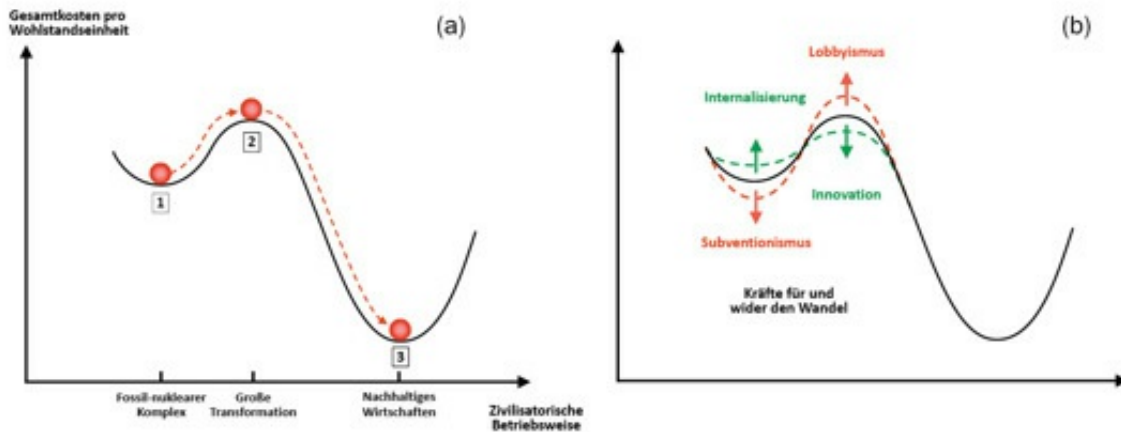 Gesamtkosten pro
Wohlstandseinheit
(a)
1
2
3
Fossil-nuklearer
Komplex
Große
Transformation
Nachhaltiges
Wirtschaften
Zivilisatorische
Betriebsweise
(b)
Lobbyismus
Internalisierung
Innovation
Subventionismus
Kräfte für und
wider den Wandel